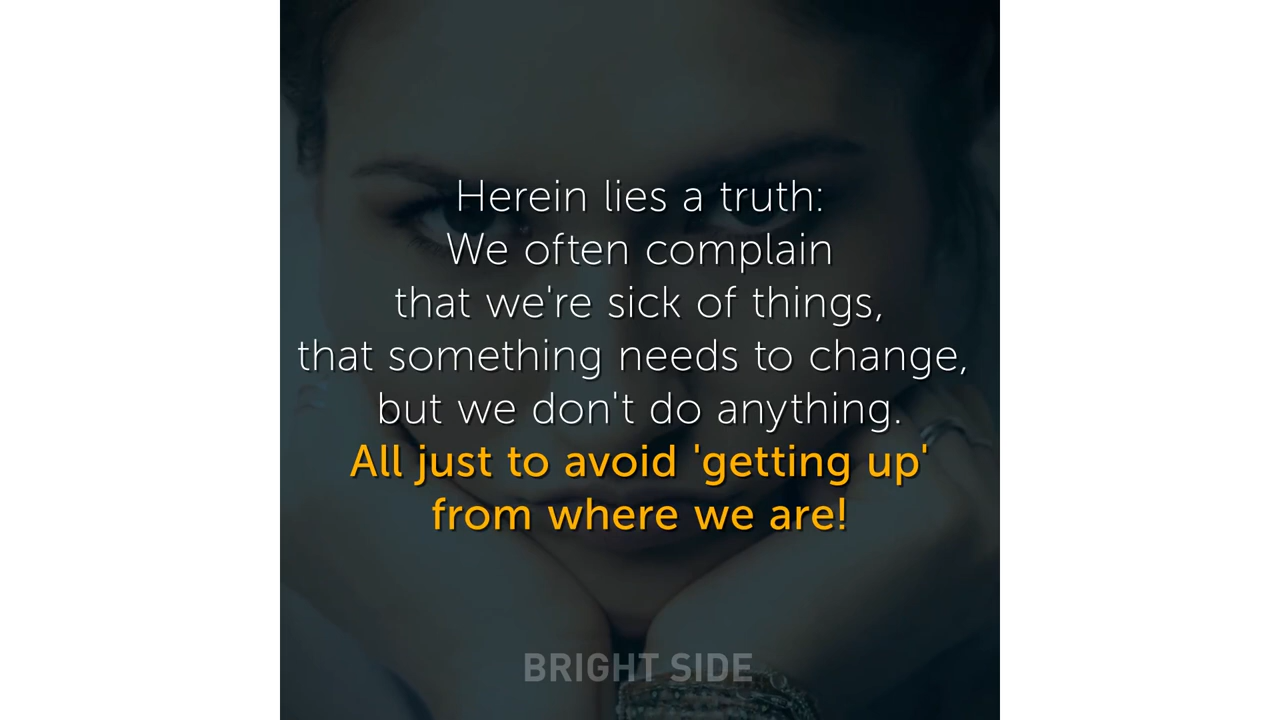 Herein lies a truth:
We often complain
that we're sick of things,
that something needs to change,
but we don't do anything.
All just to avoid 'getting up'
from where we are!
BRIGHT SIDE